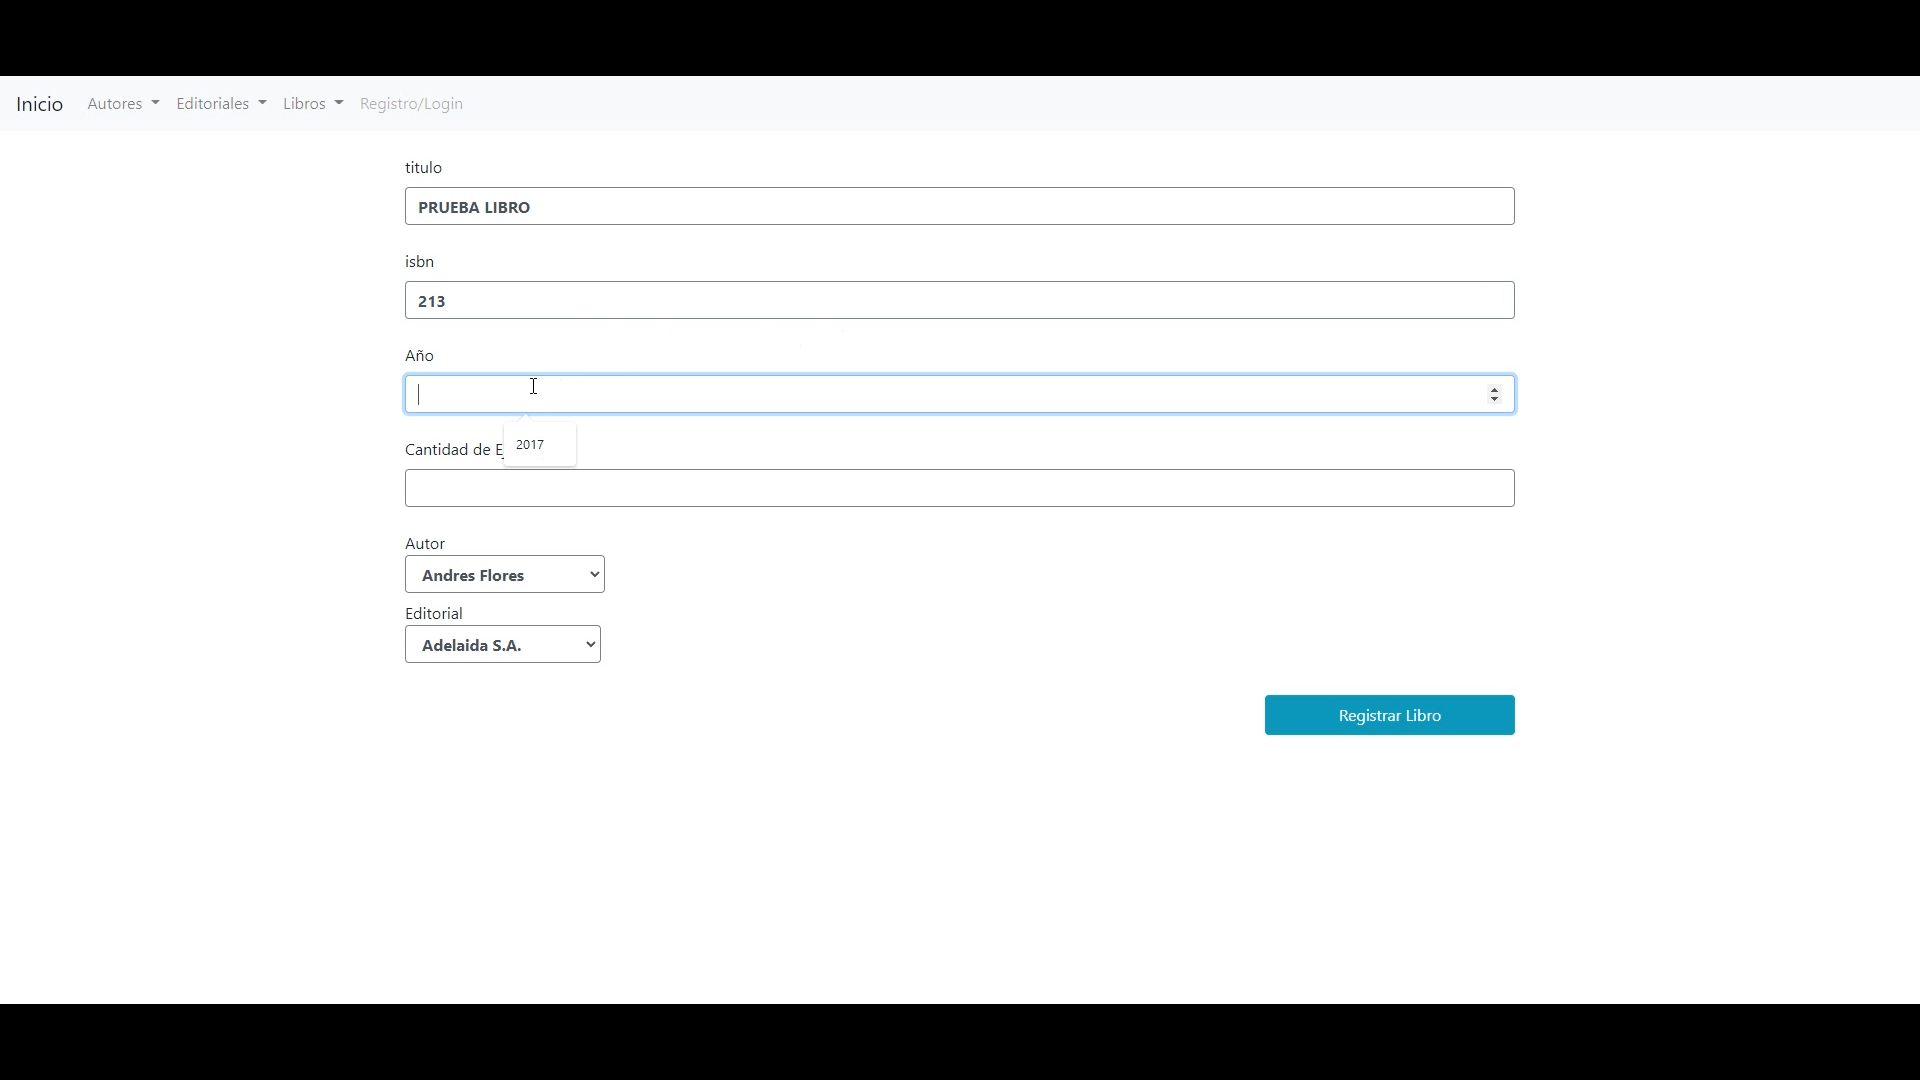 Inicio Autores Editoriales Libros Registro/Login
titulo
PRUEBA LIBRO
isbn
213
Año
2017
Cantidad de
Autor
Andres Flores
Editorial
Adelaida S.A.
Registrar Libro